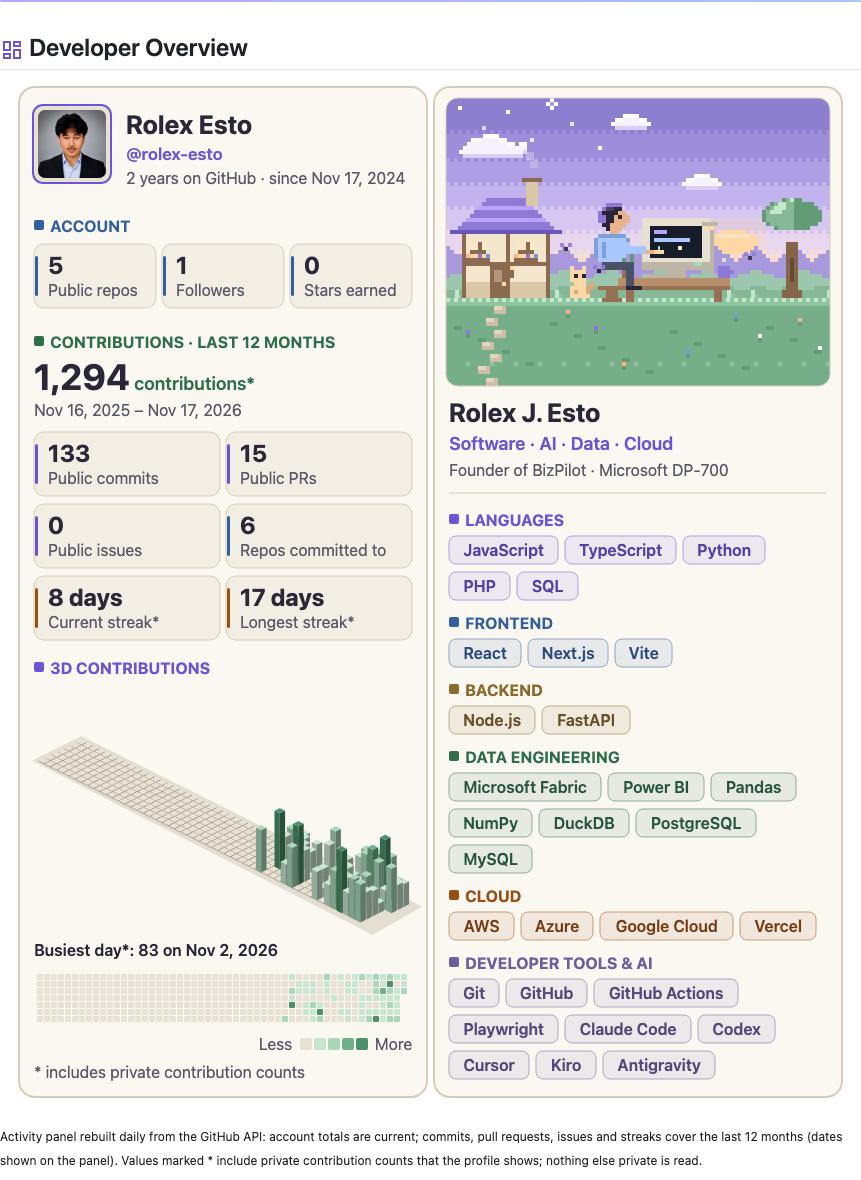 Developer Overview
Rolex Esto
@rolex-esto
2 years on GitHub · since Nov 17, 2024
ACCOUNT
5
Public repos
1
Followers
0
Stars earned
CONTRIBUTIONS · LAST 12 MONTHS
1,294 contributions*
Nov 16, 2025 – Nov 17, 2026
133
Public commits
15
Public PRs
0
Public issues
6
Repos committed to
8 days
Current streak*
17 days
Longest streak*
3D CONTRIBUTIONS
Busiest day*: 83 on Nov 2, 2026
Less More
* includes private contribution counts
Rolex J. Esto
Software · AI · Data · Cloud
Founder of BizPilot · Microsoft DP-700
LANGUAGES
JavaScript TypeScript Python
PHP SQL
FRONTEND
React Next.js Vite
BACKEND
Node.js FastAPI
DATA ENGINEERING
Microsoft Fabric Power BI Pandas
NumPy DuckDB PostgreSQL
MySQL
CLOUD
AWS Azure Google Cloud Vercel
DEVELOPER TOOLS & AI
Git GitHub GitHub Actions
Playwright Claude Code Codex
Cursor Kiro Antigravity
Activity panel rebuilt daily from the GitHub API: account totals are current; commits, pull requests, issues and streaks cover the last 12 months (dates
shown on the panel). Values marked * include private contribution counts that the profile shows; nothing else private is read.